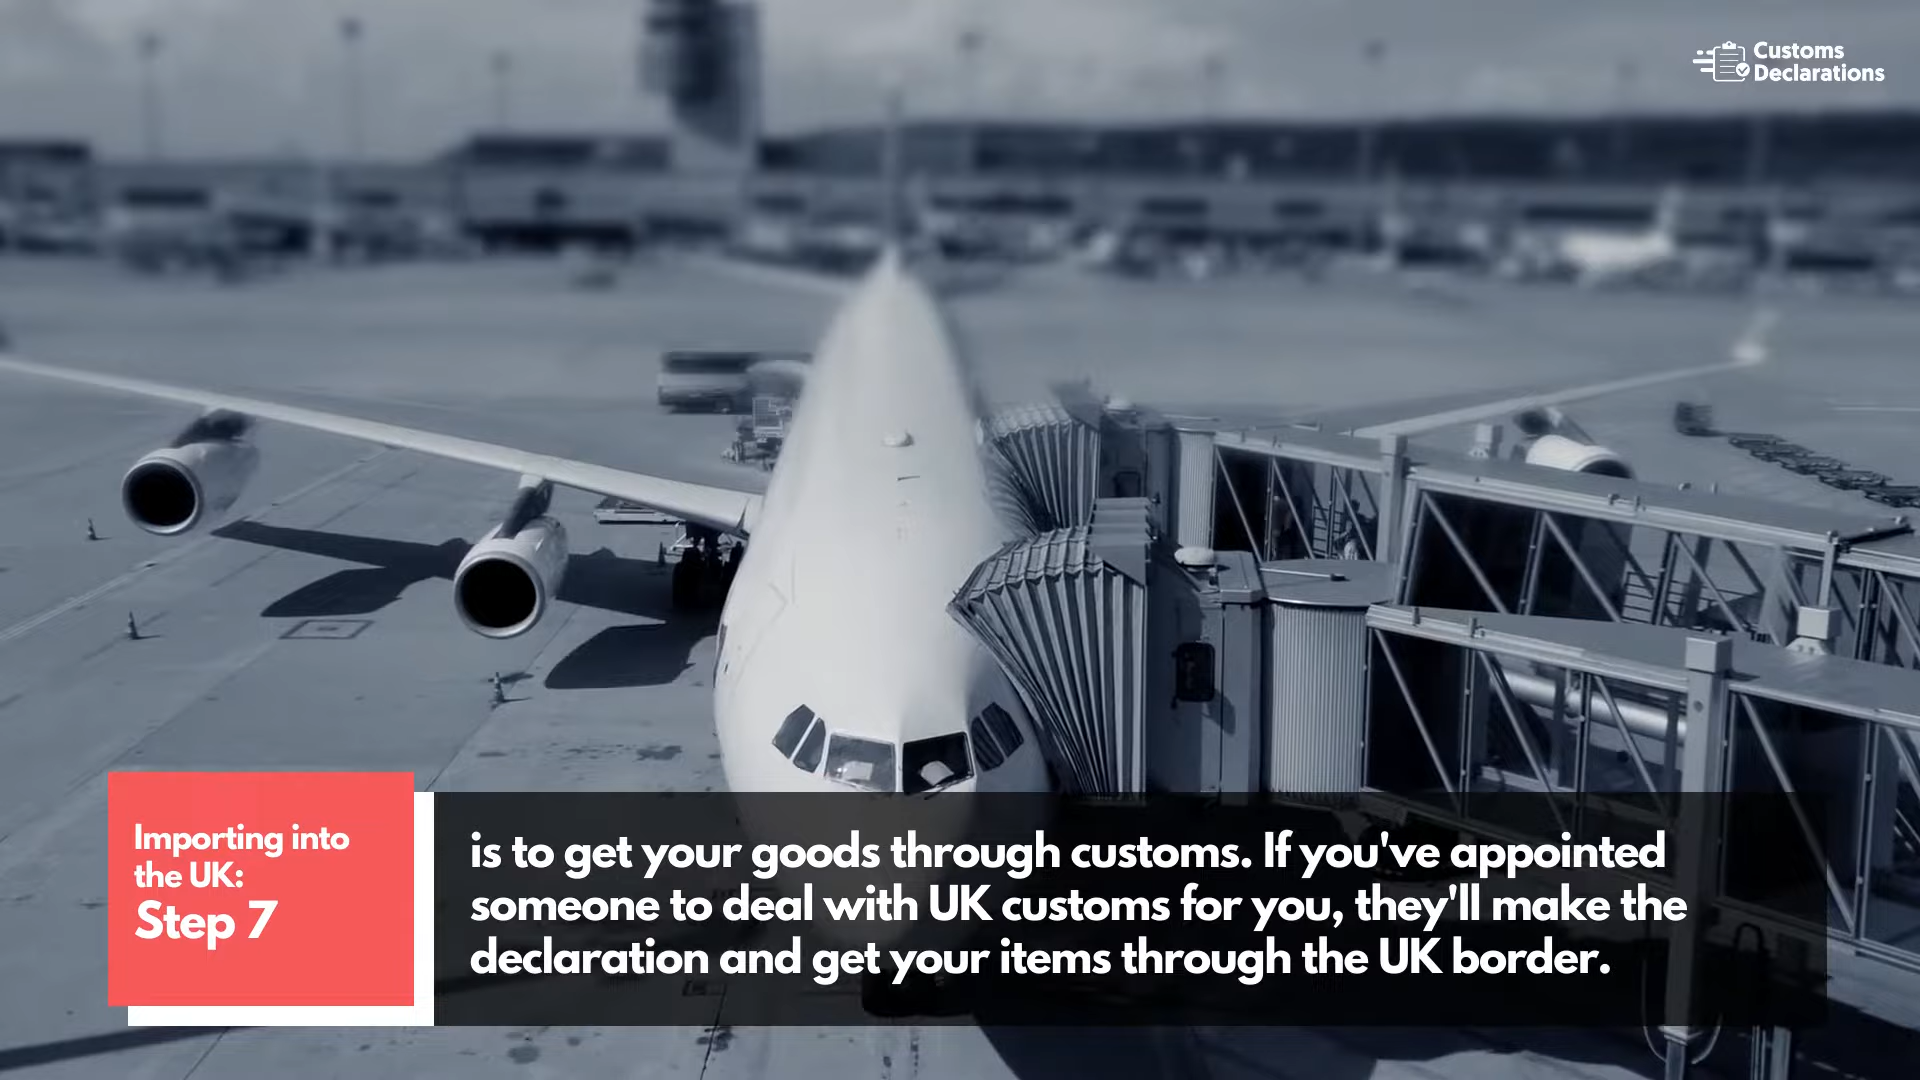 Customs
Declarations
Importing into
the UK:
Step 7
is to get your goods through customs. If you've appointed
someone to deal with UK customs for you, they'll make the
declaration and get your items through the UK border.